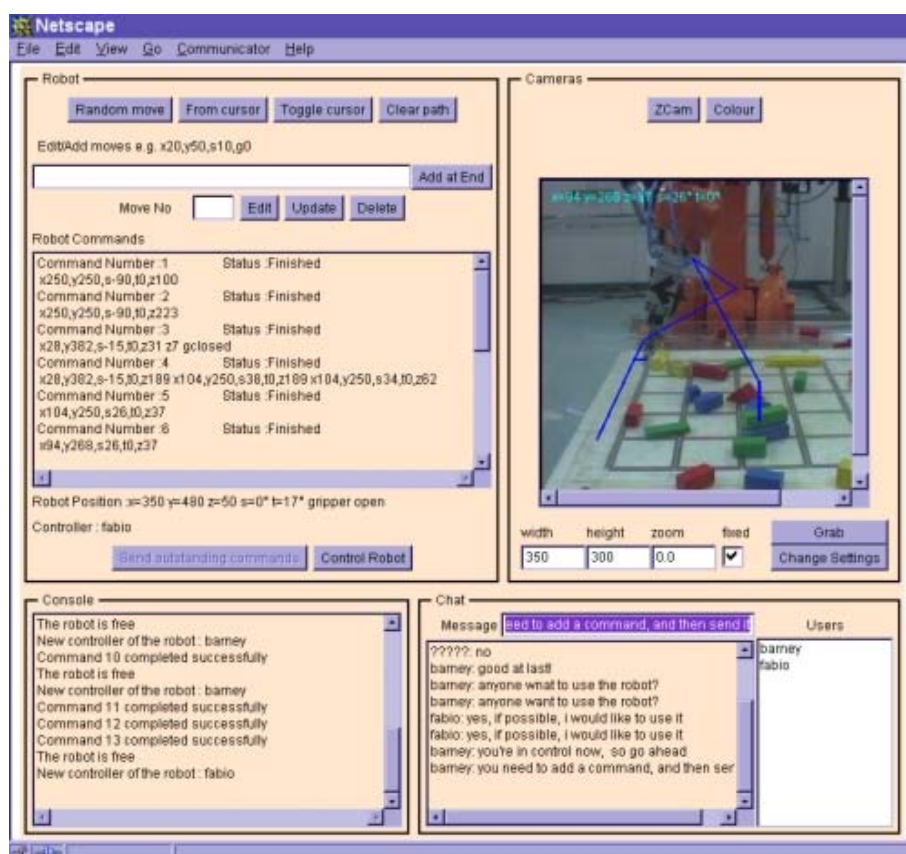 Netscape
File Edit View Go Communicator Help
Robot
Random move From cursor Toggle cursor Clear path
Edit/Add moves e.g. x20,y50,s10,g0
Add at End
Move No Edit Update Delete
Robot Commands
Command Number :1 Status :Finished
x250,y250,s-90,t0,z100
Command Number :2 Status :Finished
x250,y250,s-90,t0,z223
Command Number :3 Status :Finished
x28,y382,s-15,t0,z31 z7 gclosed
Command Number :4 Status :Finished
x28,y382,s-15,t0,z189 x104,y250,s38,t0,z189 x104,y250,s34,t0,z62
Command Number :5 Status :Finished
x104,y250,s26,t0,z37
Command Number :6 Status :Finished
x94,y268,s26,t0,z37
Robot Position :x=350 y=480 z=50 s=0° t=17° gripper open
Controller : fabio
Send outstanding commands Control Robot
Cameras
ZCam Colour
x=94 y=268 z=37 s=26° t=0°
width height zoom fixed Grab
350 300 0.0 Change Settings
Console
The robot is free
New controller of the robot : barney
Command 10 completed successfully
The robot is free
New controller of the robot : barney
Command 11 completed successfully
Command 12 completed successfully
Command 13 completed successfully
The robot is free
New controller of the robot : fabio
Chat
Message eed to add a command, and then send it
Users
?????: no
barney: good at last!
barney: anyone wnat to use the robot?
barney: anyone want to use the robot?
fabio: yes, if possible, i would like to use it
fabio: yes, if possible, i would like to use it
barney: you're in control now, so go ahead
barney: you need to add a command, and then ser
barney
fabio